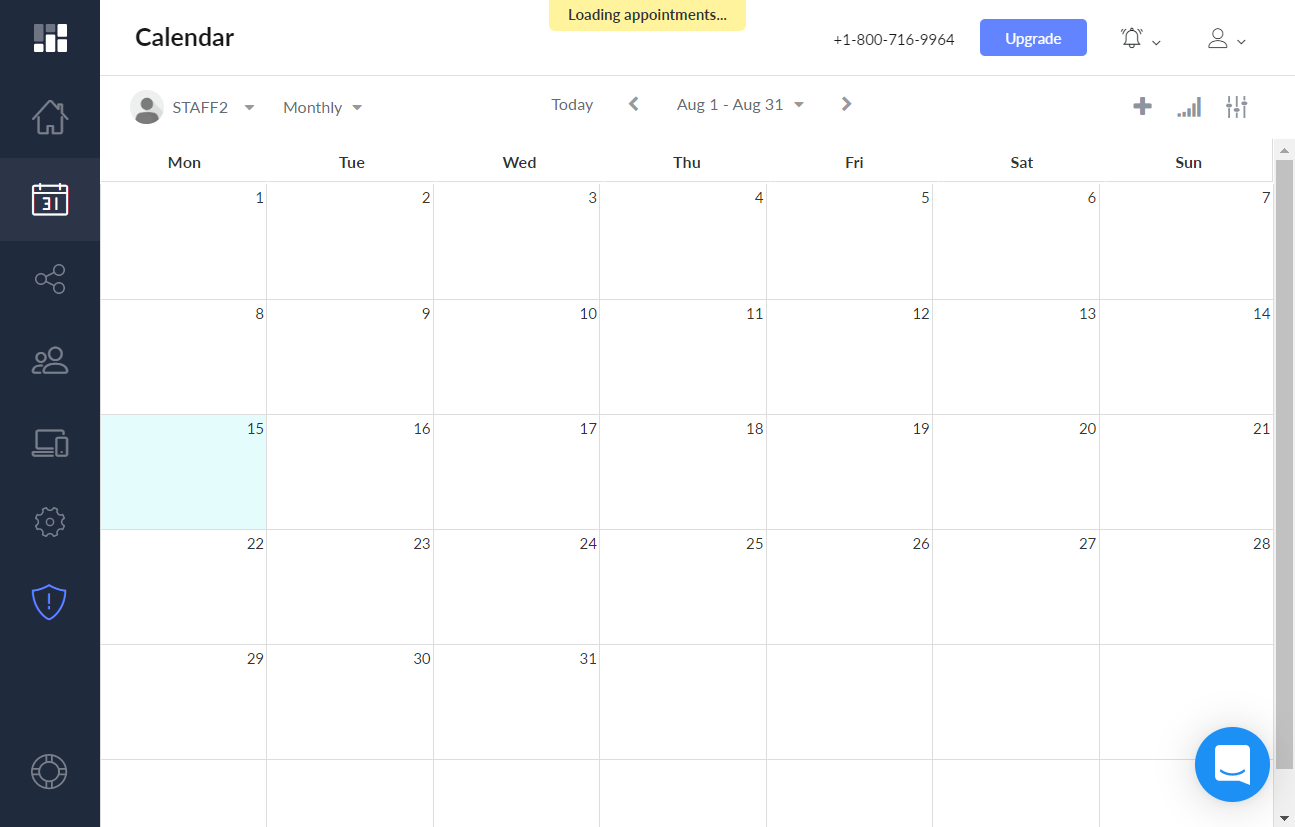 Loading appointments...
Calendar
+1-800-716-9964
Upgrade
STAFF2
Monthly
Today
Aug 1 - Aug 31
Mon Tue Wed Thu Fri Sat Sun
31
1 2 3 4 5 6 7
8 9 10 11 12 13 14
15 16 17 18 19 20 21
22 23 24 25 26 27 28
29 30 31